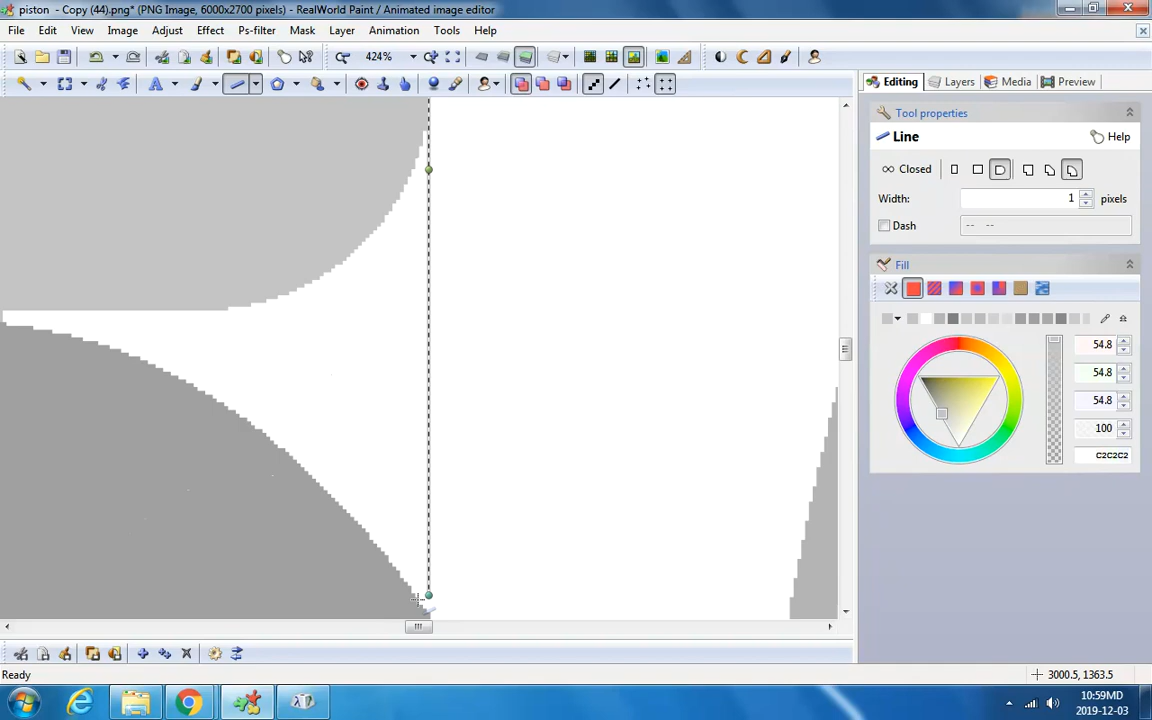 piston - Copy (44).png* (PNG Image, 6000x2700 pixels) - RealWorld Paint / Animated image editor
File Edit View Image Adjust Effect Ps-filter Mask Layer Animation Tools Help
424%
Editing Layers Media Preview
Tool properties
Line Help
Closed
Width: 1 pixels
Dash -- --
Fill
54.8
54.8
54.8
100
C2C2C2
Ready 3000.5, 1363.5
10:59MD
2019-12-03